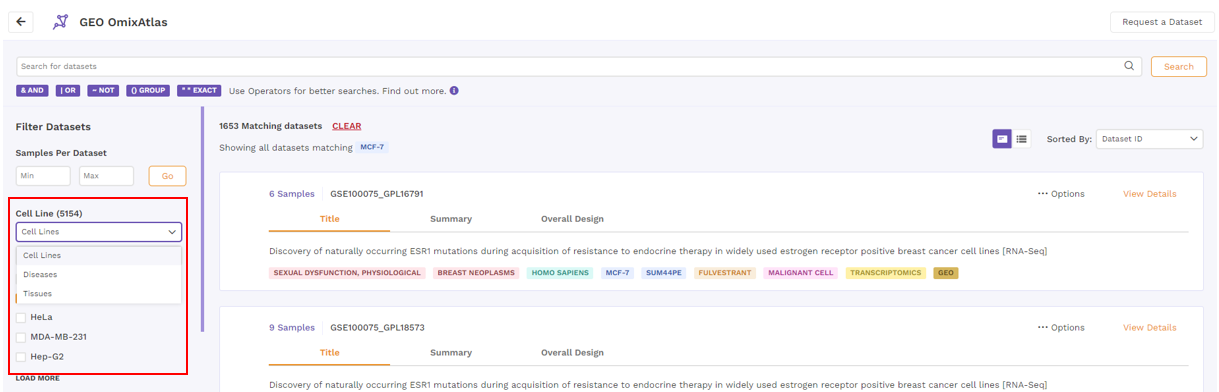 GEO OmixAtlas
Request a Dataset
Search for datasets
Search
& AND | OR ~ NOT () GROUP " " EXACT Use Operators for better searches. Find out more.
Filter Datasets
Samples Per Dataset
Min Max Go
Cell Line (5154)
Cell Lines
Cell Lines
Diseases
Tissues
HeLa
MDA-MB-231
Hep-G2
LOAD MORE
1653 Matching datasets CLEAR
Showing all datasets matching MCF-7
Sorted By: Dataset ID
6 Samples GSE100075_GPL16791 Options View Details
Title Summary Overall Design
Discovery of naturally occurring ESR1 mutations during acquisition of resistance to endocrine therapy in widely used estrogen receptor positive breast cancer cell lines [RNA-Seq]
SEXUAL DYSFUNCTION, PHYSIOLOGICAL BREAST NEOPLASMS HOMO SAPIENS MCF-7 SUM44PE FULVESTRANT MALIGNANT CELL TRANSCRIPTOMICS GEO
9 Samples GSE100075_GPL18573 Options View Details
Title Summary Overall Design
Discovery of naturally occurring ESR1 mutations during acquisition of resistance to endocrine therapy in widely used estrogen receptor positive breast cancer cell lines [RNA-Seq]